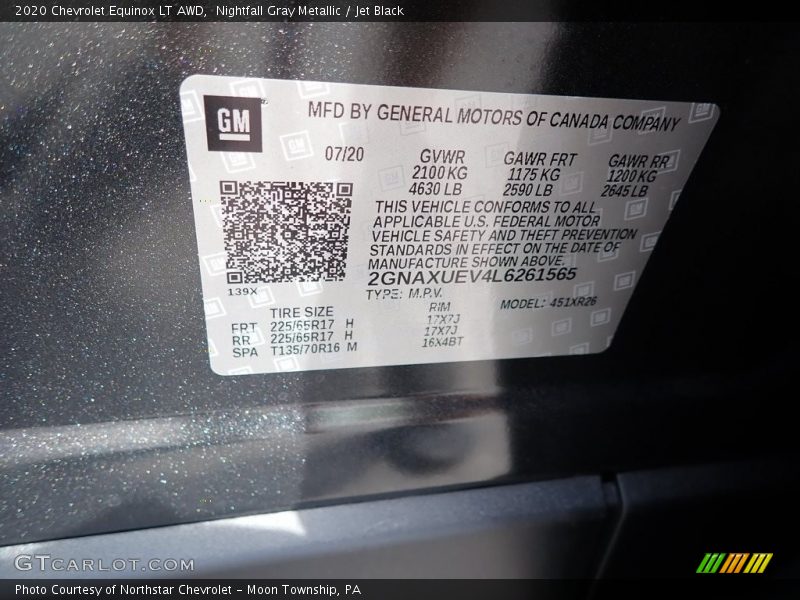 2020 Chevrolet Equinox LT AWD, Nightfall Gray Metallic / Jet Black
GM
MFD BY GENERAL MOTORS OF CANADA COMPANY
07/20 GVWR GAWR FRT GAWR RR
2100 KG 1175 KG 1200 KG
4630 LB 2590 LB 2645 LB
THIS VEHICLE CONFORMS TO ALL
APPLICABLE U.S. FEDERAL MOTOR
VEHICLE SAFETY AND THEFT PREVENTION
STANDARDS IN EFFECT ON THE DATE OF
MANUFACTURE SHOWN ABOVE.
2GNAXUEV4L6261565
139X TYPE: M.P.V. MODEL: 451XR26
TIRE SIZE RIM
FRT 225/65R17 H 17X7J
RR 225/65R17 H 17X7J
SPA T135/70R16 M 16X4BT
GTCARLOT.COM
Photo Courtesy of Northstar Chevrolet - Moon Township, PA